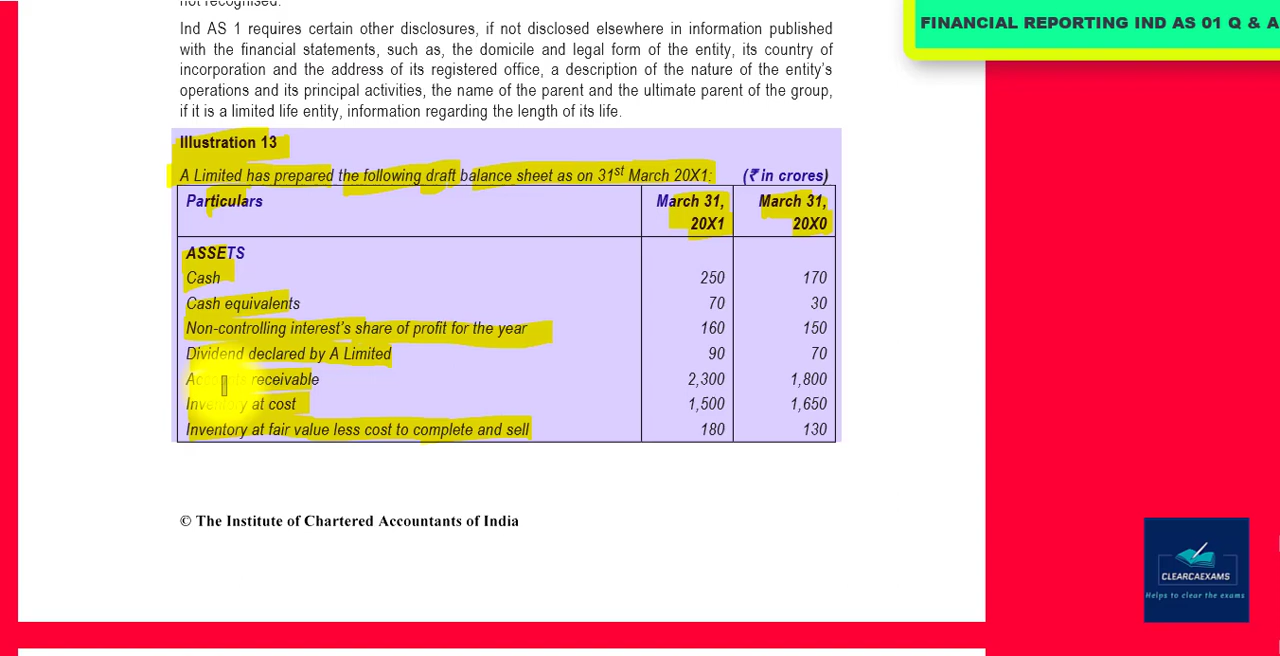 not recognised.
FINANCIAL REPORTING IND AS 01 Q & A
Ind AS 1 requires certain other disclosures, if not disclosed elsewhere in information published
with the financial statements, such as, the domicile and legal form of the entity, its country of
incorporation and the address of its registered office, a description of the nature of the entity's
operations and its principal activities, the name of the parent and the ultimate parent of the group,
if it is a limited life entity, information regarding the length of its life.
Illustration 13
A Limited has prepared the following draft balance sheet as on 31st March 20X1: (₹ in crores)
Particulars March 31, 20X1 March 31, 20X0
ASSETS
Cash 250 170
Cash equivalents 70 30
Non-controlling interest's share of profit for the year 160 150
Dividend declared by A Limited 90 70
Accounts receivable 2,300 1,800
Inventory at cost 1,500 1,650
Inventory at fair value less cost to complete and sell 180 130
© The Institute of Chartered Accountants of India
CLEARCAEXAMS
Helps to clear the exams